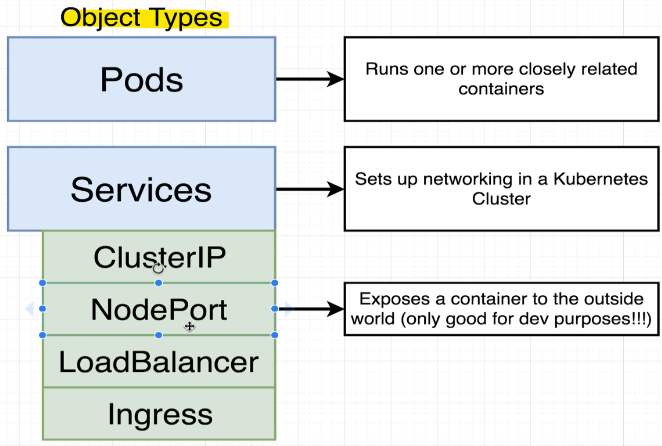 Object Types
Pods
Runs one or more closely related
containers
Services
Sets up networking in a Kubernetes
Cluster
ClusterIP
NodePort
Exposes a container to the outside
world (only good for dev purposes!!!)
LoadBalancer
Ingress